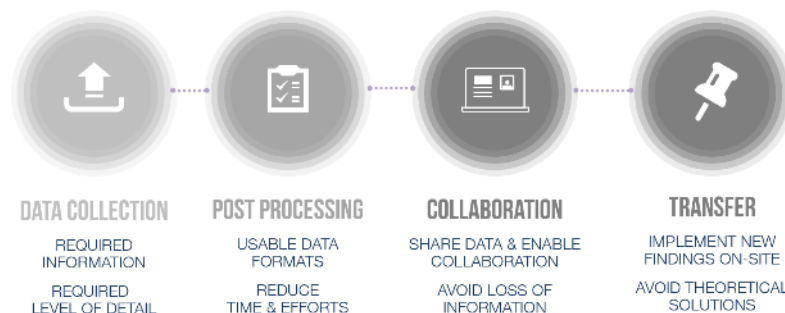 DATA COLLECTION
REQUIRED
INFORMATION
REQUIRED
LEVEL OF DETAIL
POST PROCESSING
USABLE DATA
FORMATS
REDUCE
TIME & EFFORTS
COLLABORATION
SHARE DATA & ENABLE
COLLABORATION
AVOID LOSS OF
INFORMATION
TRANSFER
IMPLEMENT NEW
FINDINGS ON-SITE
AVOID THEORETICAL
SOLUTIONS